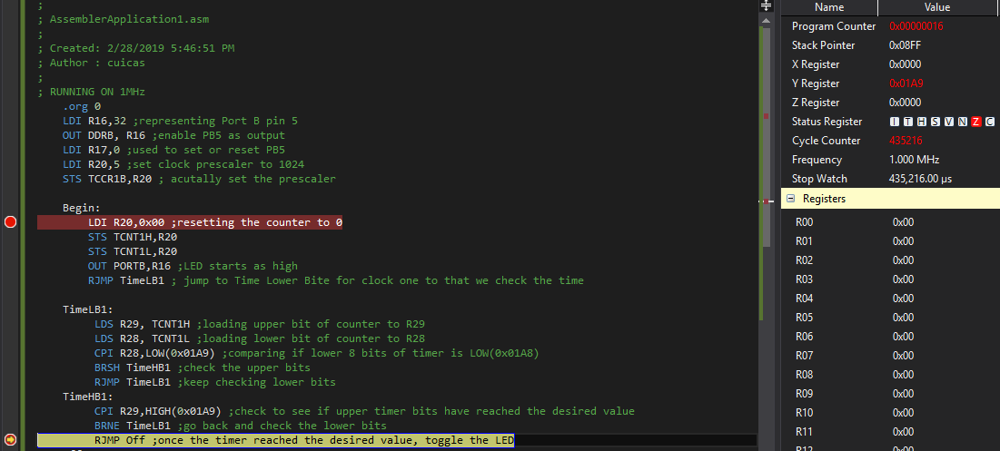 ;
; AssemblerApplication1.asm
;
; Created: 2/28/2019 5:46:51 PM
; Author : cuicas
;
; RUNNING ON 1MHz
.org 0
LDI R16,32 ;representing Port B pin 5
OUT DDRB, R16 ;enable PB5 as output
LDI R17,0 ;used to set or reset PB5
LDI R20,5 ;set clock prescaler to 1024
STS TCCR1B,R20 ; acutally set the prescaler
Begin:
LDI R20,0x00 ;resetting the counter to 0
STS TCNT1H,R20
STS TCNT1L,R20
OUT PORTB,R16 ;LED starts as high
RJMP TimeLB1 ; jump to Time Lower Bite for clock one to that we check the time
TimeLB1:
LDS R29, TCNT1H ;loading upper bit of counter to R29
LDS R28, TCNT1L ;loading lower bit of counter to R28
CPI R28,LOW(0x01A9) ;comparing if lower 8 bits of timer is LOW(0x01A8)
BRSH TimeHB1 ;check the upper bits
RJMP TimeLB1 ;keep checking lower bits
TimeHB1:
CPI R29,HIGH(0x01A9) ;check to see if upper timer bits have reached the desired value
BRNE TimeLB1 ;go back and check the lower bits
RJMP Off ;once the timer reached the desired value, toggle the LED
Name Value
Program Counter 0x00000016
Stack Pointer 0x08FF
X Register 0x0000
Y Register 0x01A9
Z Register 0x0000
Status Register I T H S V N Z C
Cycle Counter 435216
Frequency 1.000 MHz
Stop Watch 435,216.00 µs
Registers
R00 0x00
R01 0x00
R02 0x00
R03 0x00
R04 0x00
R05 0x00
R06 0x00
R07 0x00
R08 0x00
R09 0x00
R10 0x00
R11 0x00
R12 0x00